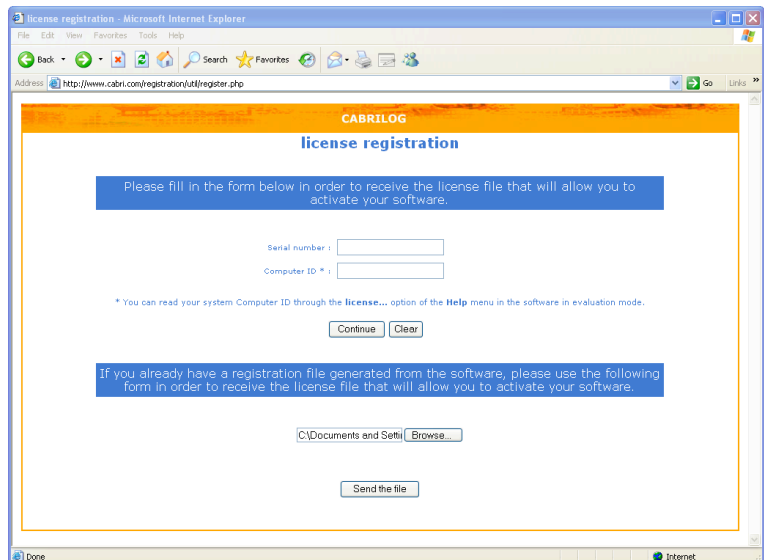 license registration - Microsoft Internet Explorer
File Edit View Favorites Tools Help
Back Search Favorites
Address http://www.cabri.com/registration/util/register.php Go Links »
CABRILOG
license registration
Please fill in the form below in order to receive the license file that will allow you to
activate your software.
Serial number :
Computer ID * :
* You can read your system Computer ID through the license... option of the Help menu in the software in evaluation mode.
Continue Clear
If you already have a registration file generated from the software, please use the following
form in order to receive the license file that will allow you to activate your software.
C:\Documents and Setti Browse...
Send the file
Done Internet